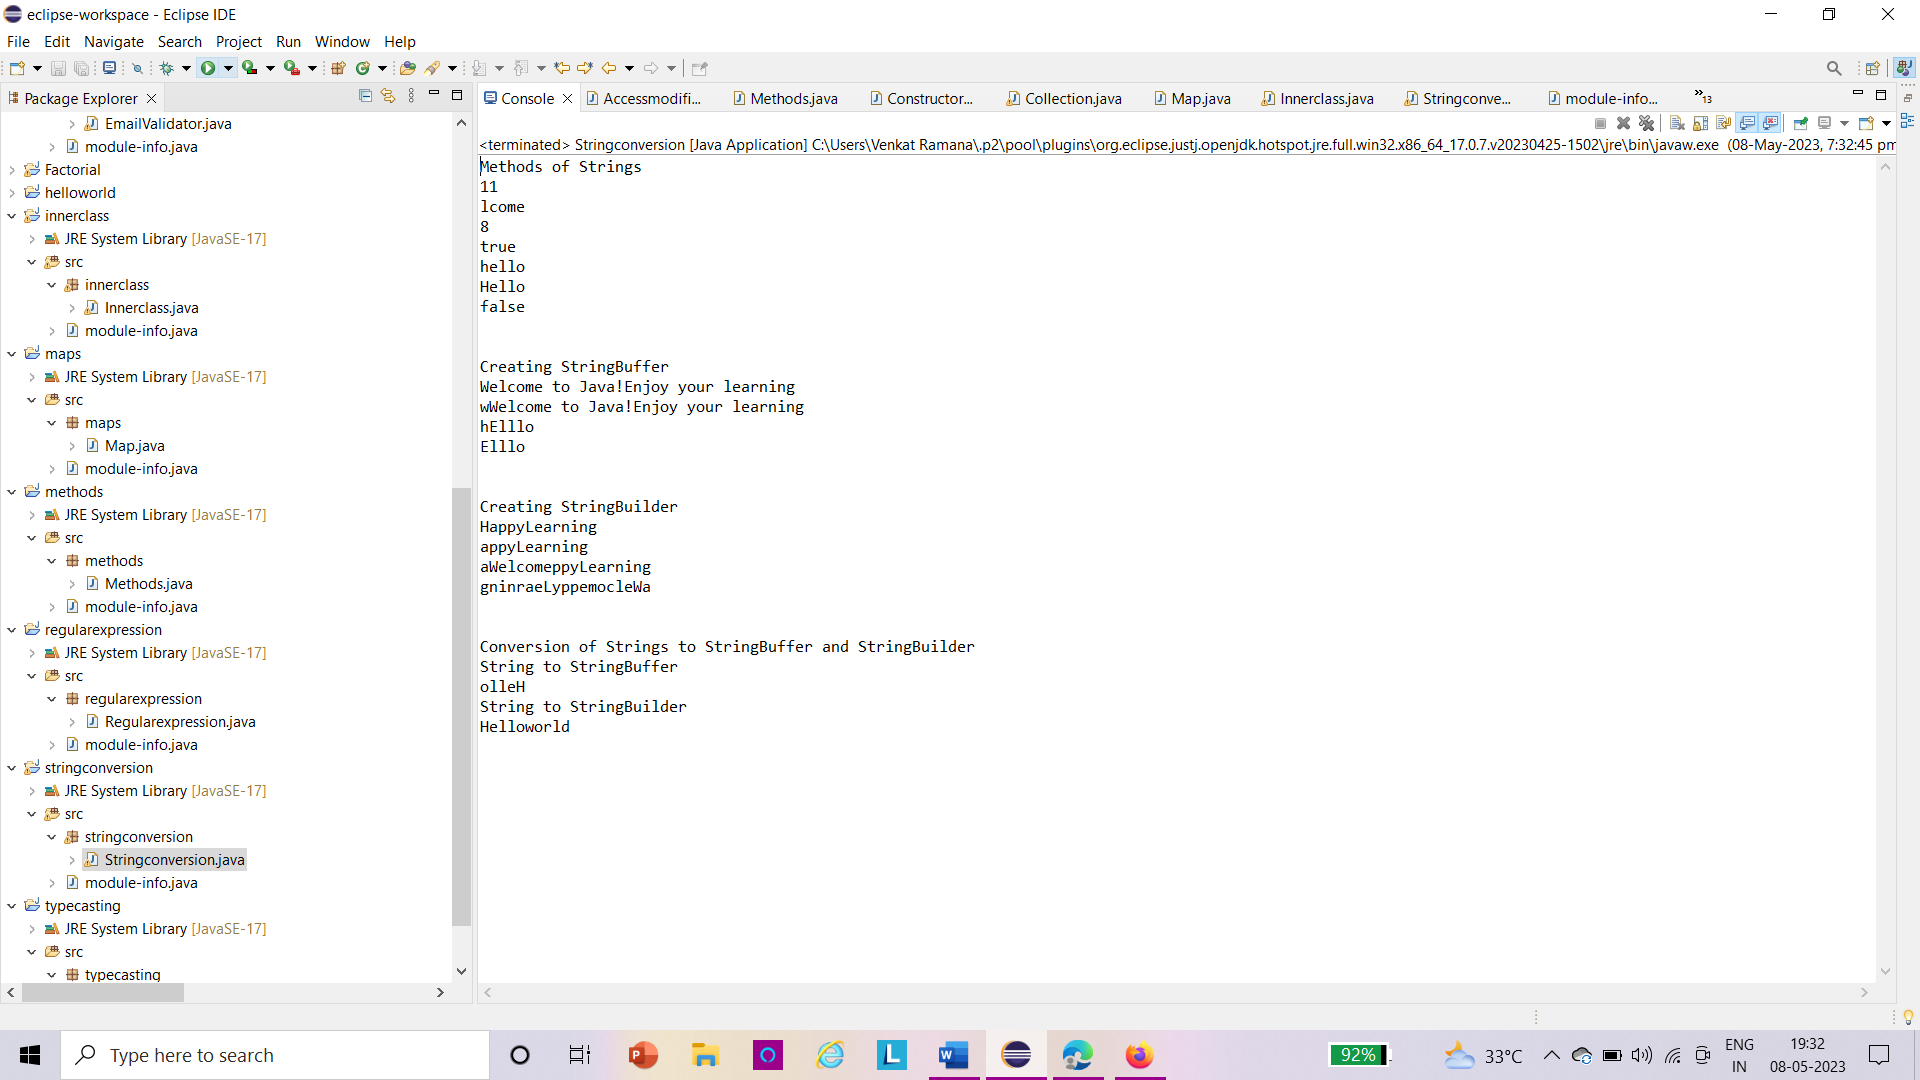 eclipse-workspace - Eclipse IDE
File Edit Navigate Search Project Run Window Help
Package Explorer
EmailValidator.java
module-info.java
Factorial
helloworld
innerclass
JRE System Library [JavaSE-17]
src
innerclass
Innerclass.java
module-info.java
maps
JRE System Library [JavaSE-17]
src
maps
Map.java
module-info.java
methods
JRE System Library [JavaSE-17]
src
methods
Methods.java
module-info.java
regularexpression
JRE System Library [JavaSE-17]
src
regularexpression
Regularexpression.java
module-info.java
stringconversion
JRE System Library [JavaSE-17]
src
stringconversion
Stringconversion.java
module-info.java
typecasting
JRE System Library [JavaSE-17]
src
typecasting
Console Accessmodifi... Methods.java Constructor... Collection.java Map.java Innerclass.java Stringconve... module-info... »13
<terminated> Stringconversion [Java Application] C:\Users\Venkat Ramana\.p2\pool\plugins\org.eclipse.justj.openjdk.hotspot.jre.full.win32.x86_64_17.0.7.v20230425-1502\jre\bin\javaw.exe (08-May-2023, 7:32:45 pm
Methods of Strings
11
lcome
8
true
hello
Hello
false
Creating StringBuffer
Welcome to Java!Enjoy your learning
wWelcome to Java!Enjoy your learning
hElllo
Elllo
Creating StringBuilder
HappyLearning
appyLearning
aWelcomeppyLearning
gninraeLyppemocleWa
Conversion of Strings to StringBuffer and StringBuilder
String to StringBuffer
olleH
String to StringBuilder
Helloworld
Type here to search
92%
33°C
ENG
IN
19:32
08-05-2023